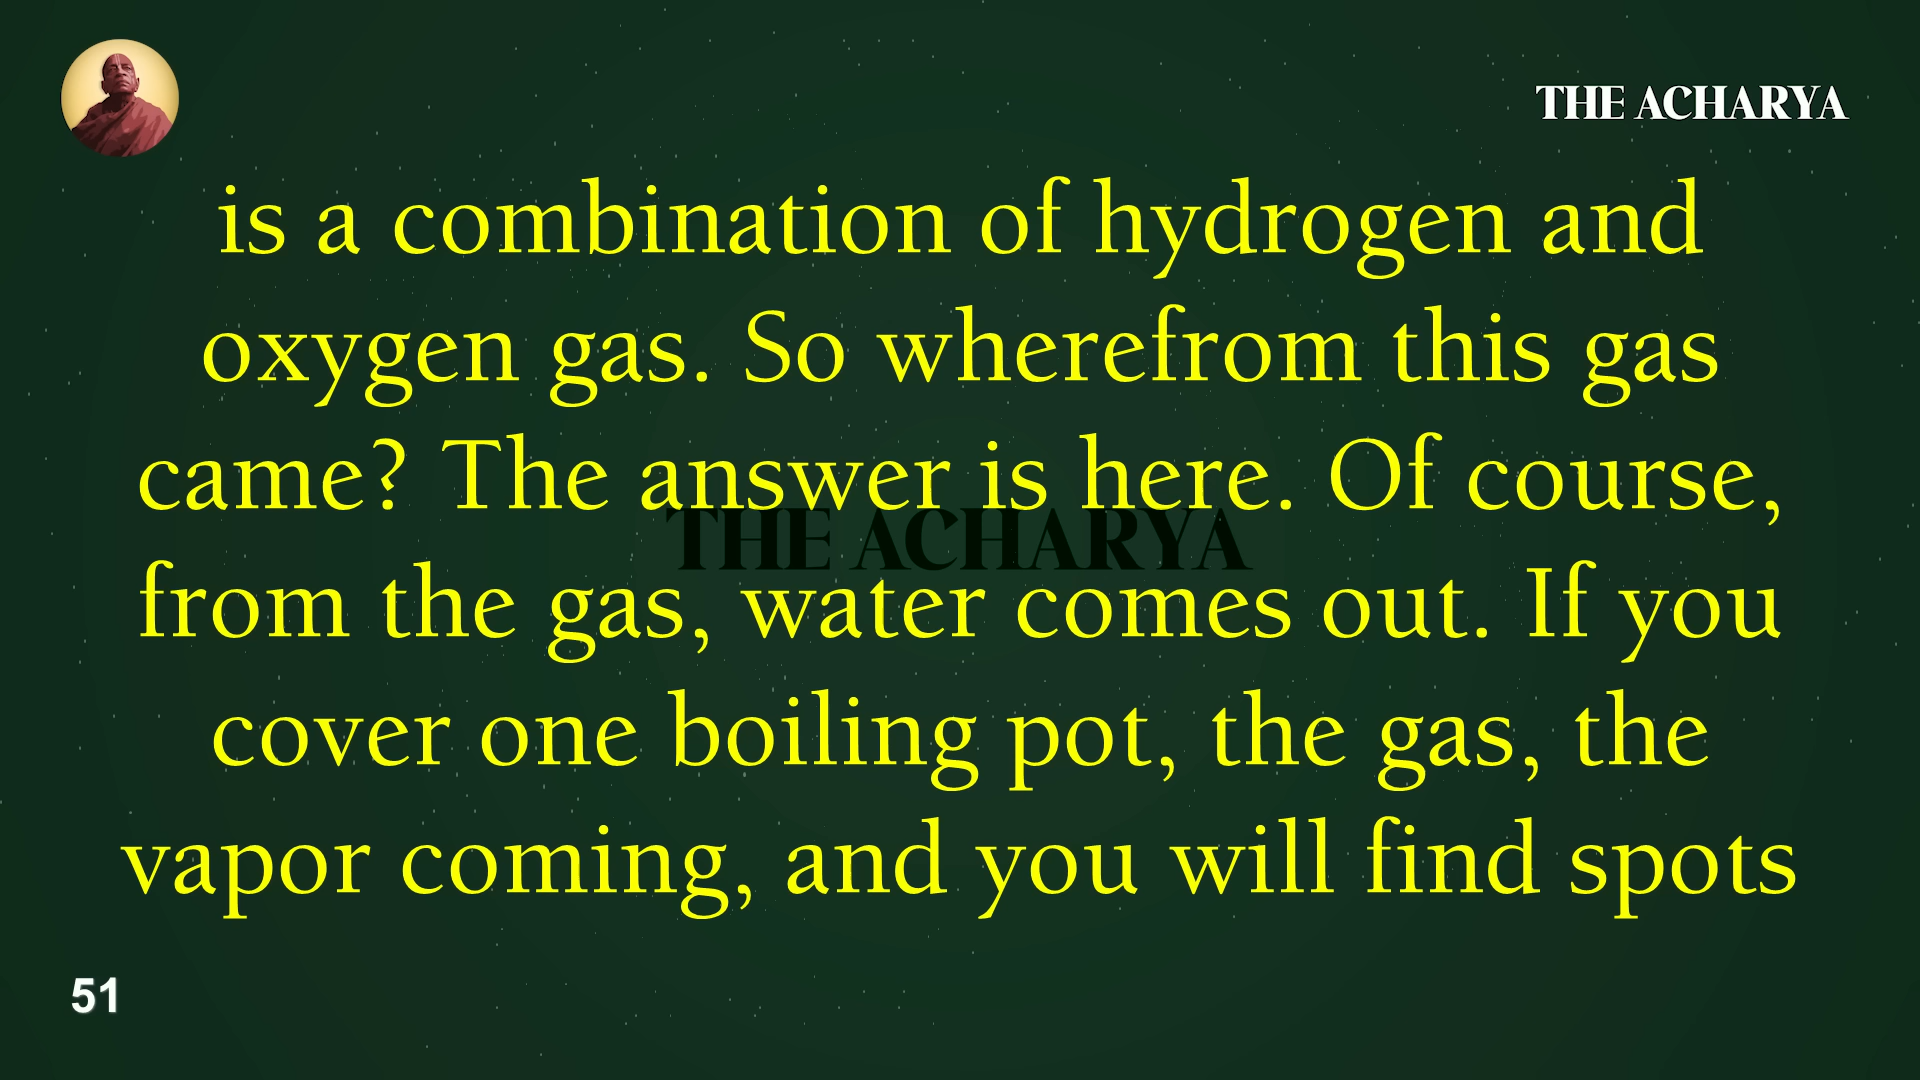 THE ACHARYA
is a combination of hydrogen and
oxygen gas. So wherefrom this gas
came? The answer is here. Of course,
THE ACHARYA
from the gas, water comes out. If you
cover one boiling pot, the gas, the
vapor coming, and you will find spots
51